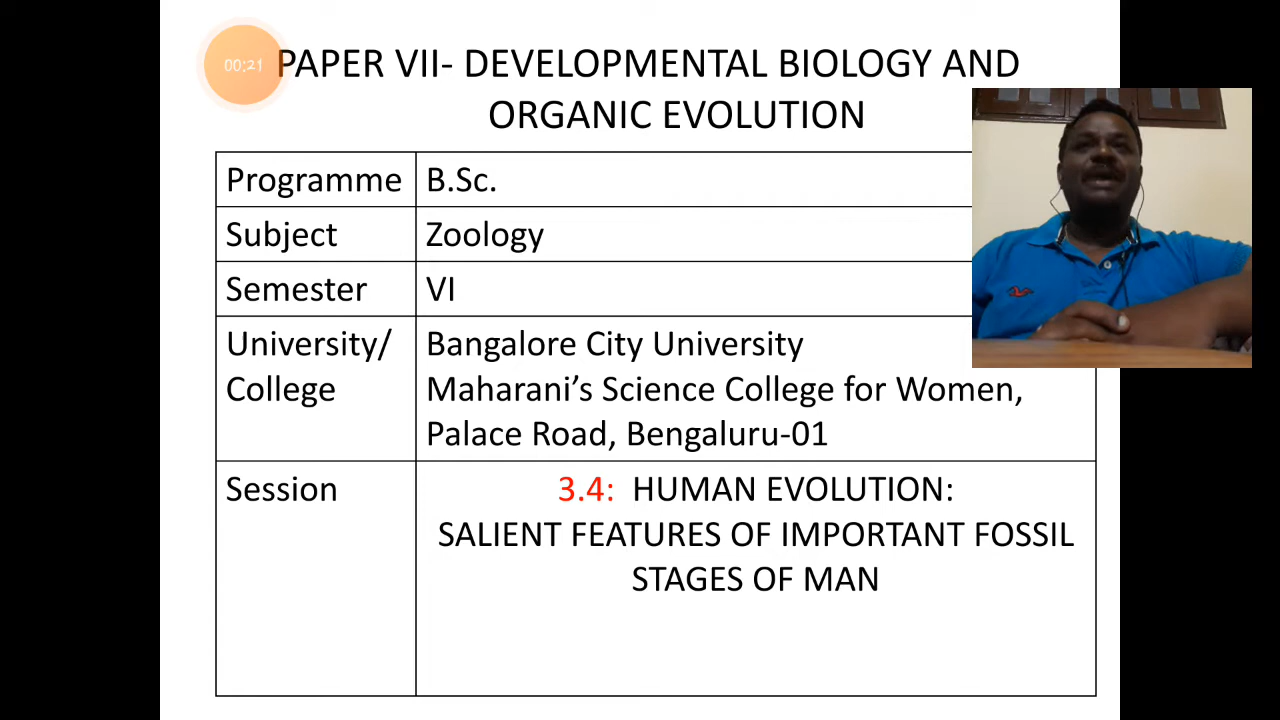 00:21
PAPER VII- DEVELOPMENTAL BIOLOGY AND
ORGANIC EVOLUTION
Programme B.Sc.
Subject Zoology
Semester VI
University/ Bangalore City University
College Maharani’s Science College for Women,
Palace Road, Bengaluru-01
Session 3.4: HUMAN EVOLUTION:
SALIENT FEATURES OF IMPORTANT FOSSIL
STAGES OF MAN